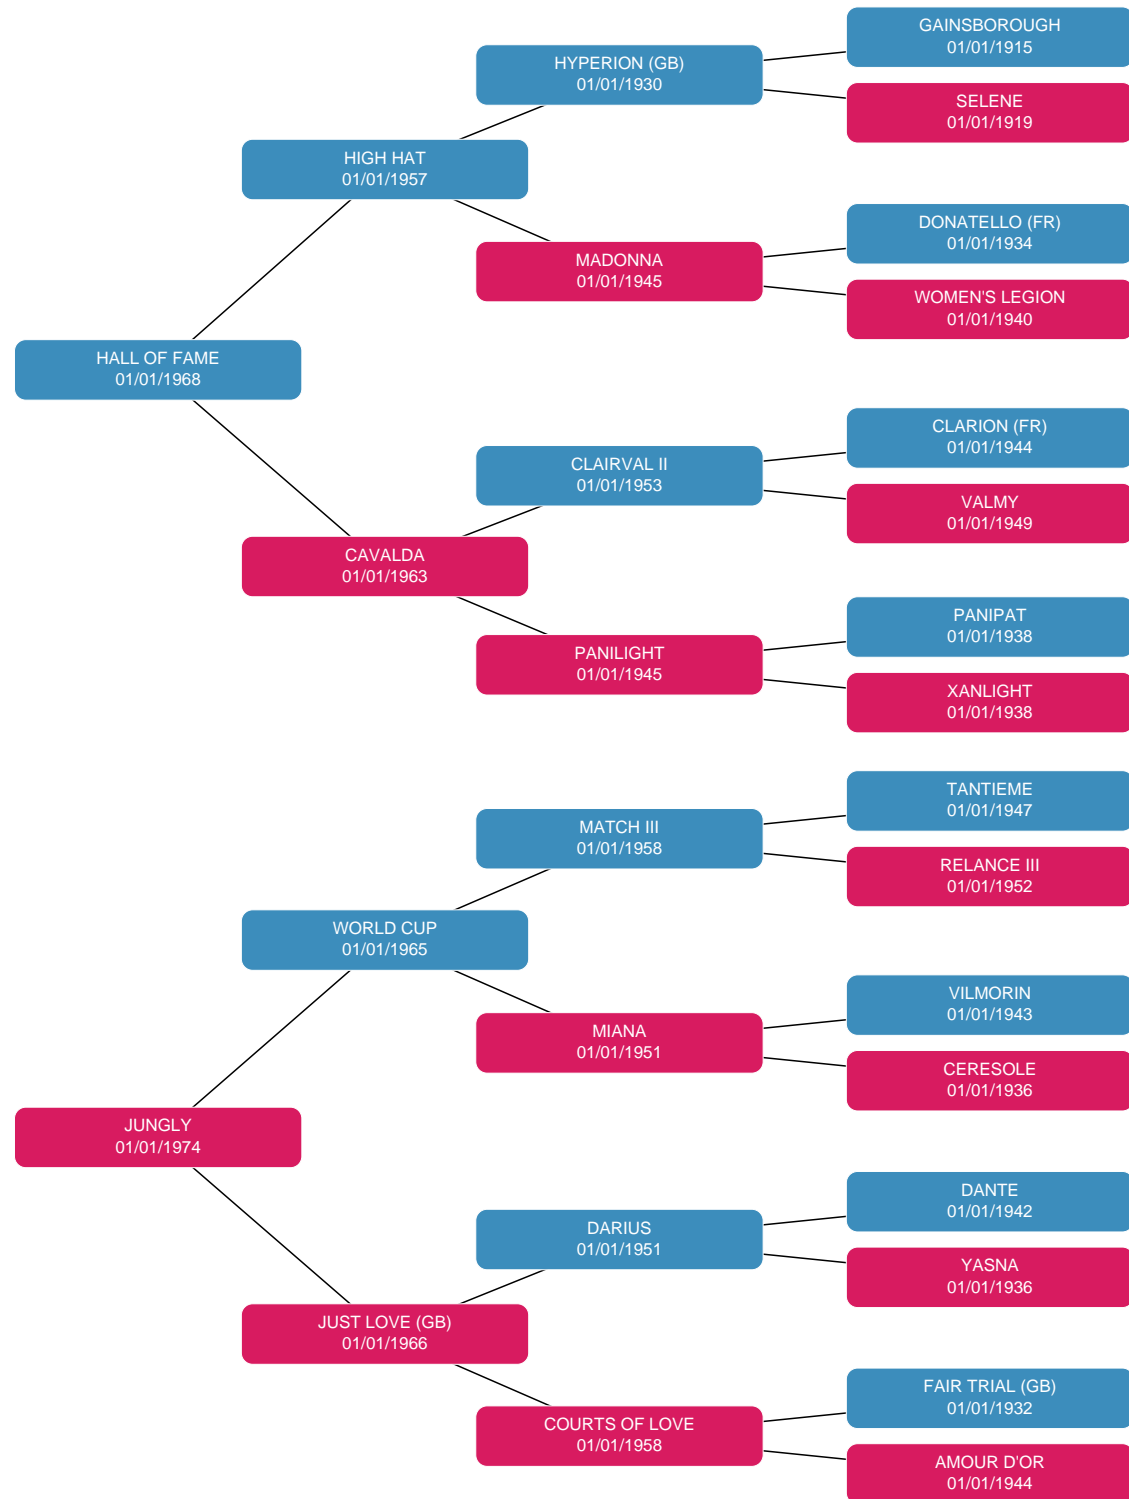 GAINSBOROUGH
01/01/1915
HYPERION (GB)
01/01/1930
SELENE
01/01/1919
HIGH HAT
01/01/1957
DONATELLO (FR)
01/01/1934
MADONNA
01/01/1945
WOMEN'S LEGION
01/01/1940
HALL OF FAME
01/01/1968
CLARION (FR)
01/01/1944
CLAIRVAL II
01/01/1953
VALMY
01/01/1949
CAVALDA
01/01/1963
PANIPAT
01/01/1938
PANILIGHT
01/01/1945
XANLIGHT
01/01/1938
TANTIEME
01/01/1947
MATCH III
01/01/1958
RELANCE III
01/01/1952
WORLD CUP
01/01/1965
VILMORIN
01/01/1943
MIANA
01/01/1951
CERESOLE
01/01/1936
JUNGLY
01/01/1974
DANTE
01/01/1942
DARIUS
01/01/1951
YASNA
01/01/1936
JUST LOVE (GB)
01/01/1966
FAIR TRIAL (GB)
01/01/1932
COURTS OF LOVE
01/01/1958
AMOUR D'OR
01/01/1944